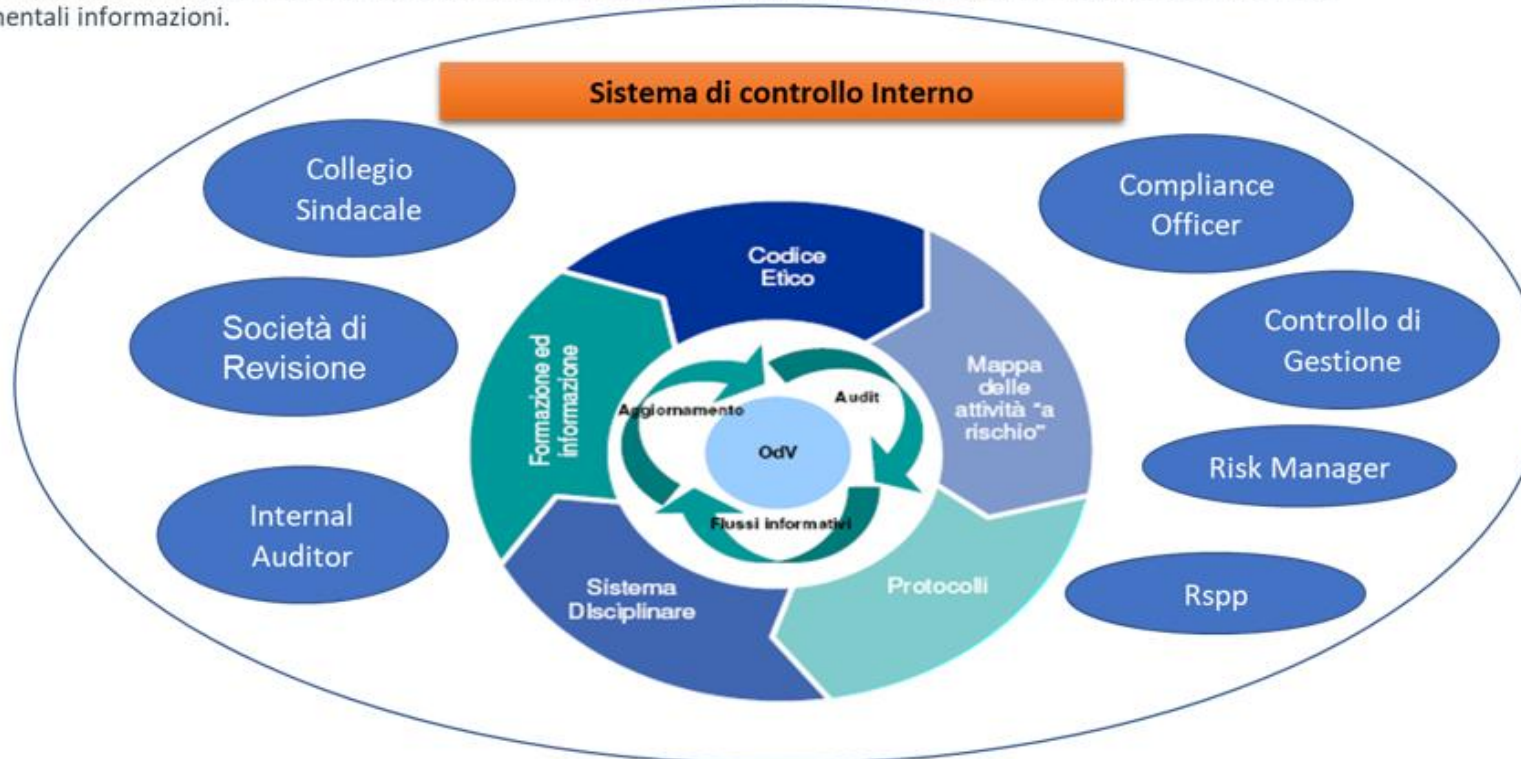 mentali informazioni.
Sistema di controllo Interno
Collegio
Sindacale
Società di
Revisione
Internal
Auditor
Compliance
Officer
Controllo di
Gestione
Risk Manager
Rspp
Codice
Etico
Mappa
delle
attività "a
rischio"
Protocolli
Sistema
DIsciplinare
Formazione ed
informazione
Aggiornamento
Audit
OdV
Flussi informativi